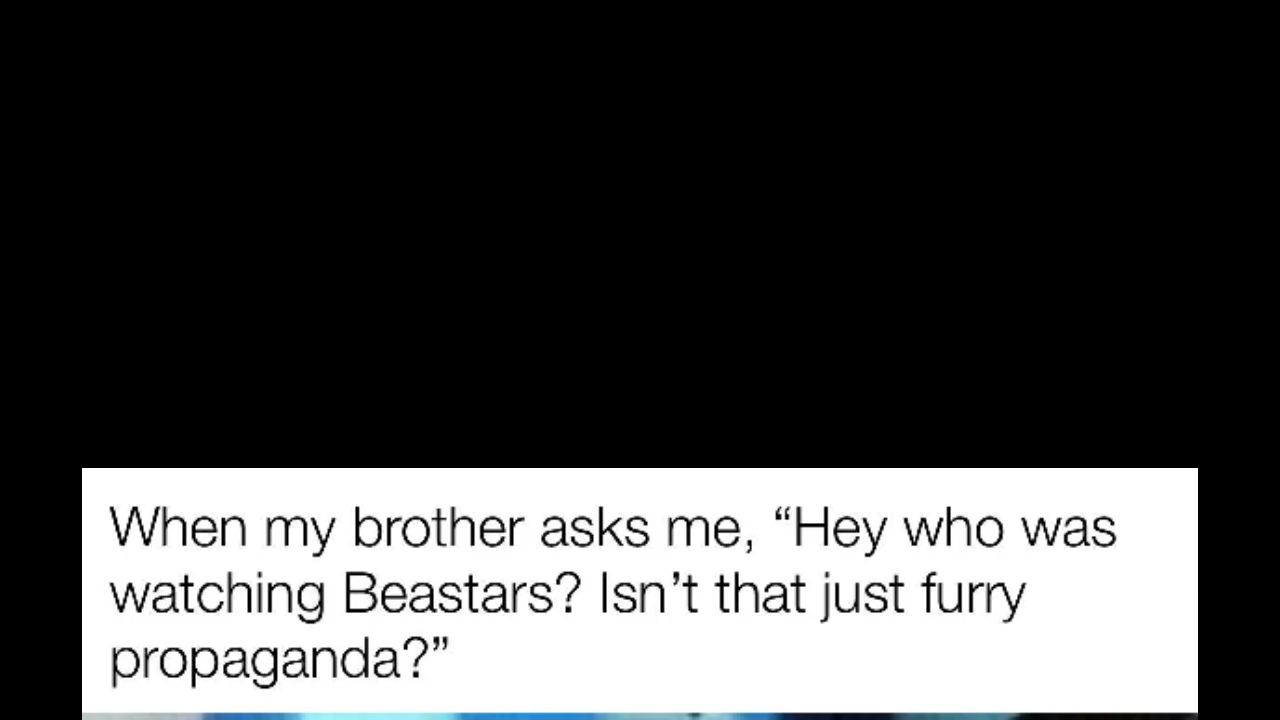 When my brother asks me, “Hey who was
watching Beastars? Isn’t that just furry
propaganda?”